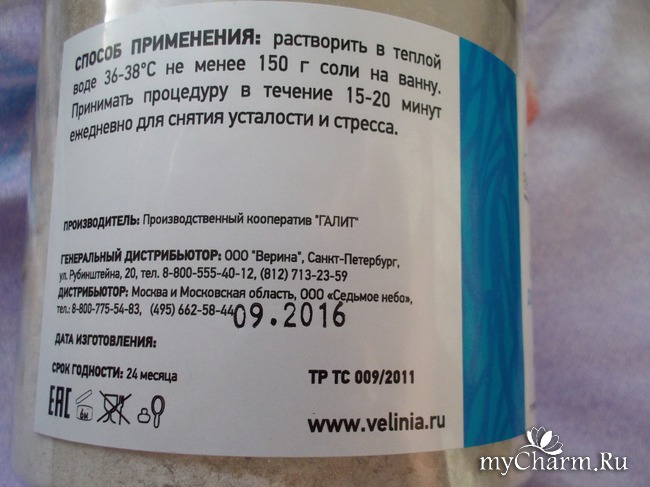 СПОСОБ ПРИМЕНЕНИЯ: растворить в теплой
воде 36-38°С не менее 150 г соли на ванну.
Принимать процедуру в течение 15-20 минут
ежедневно для снятия усталости и стресса.
ПРОИЗВОДИТЕЛЬ: Производственный кооператив "ГАЛИТ"
ГЕНЕРАЛЬНЫЙ ДИСТРИБЬЮТОР: ООО "Верина", Санкт-Петербург,
ул. Рубинштейна, 20, тел. 8-800-555-40-12, (812) 713-23-59
ДИСТРИБЬЮТОР: Москва и Московская область, ООО «Седьмое небо»,
тел.: 8-800-775-54-83, (495) 662-58-44
09.2016
ДАТА ИЗГОТОВЛЕНИЯ:
СРОК ГОДНОСТИ: 24 месяца
ТР ТС 009/2011
ЕАС
6м
www.velinia.ru
myCharm.Ru